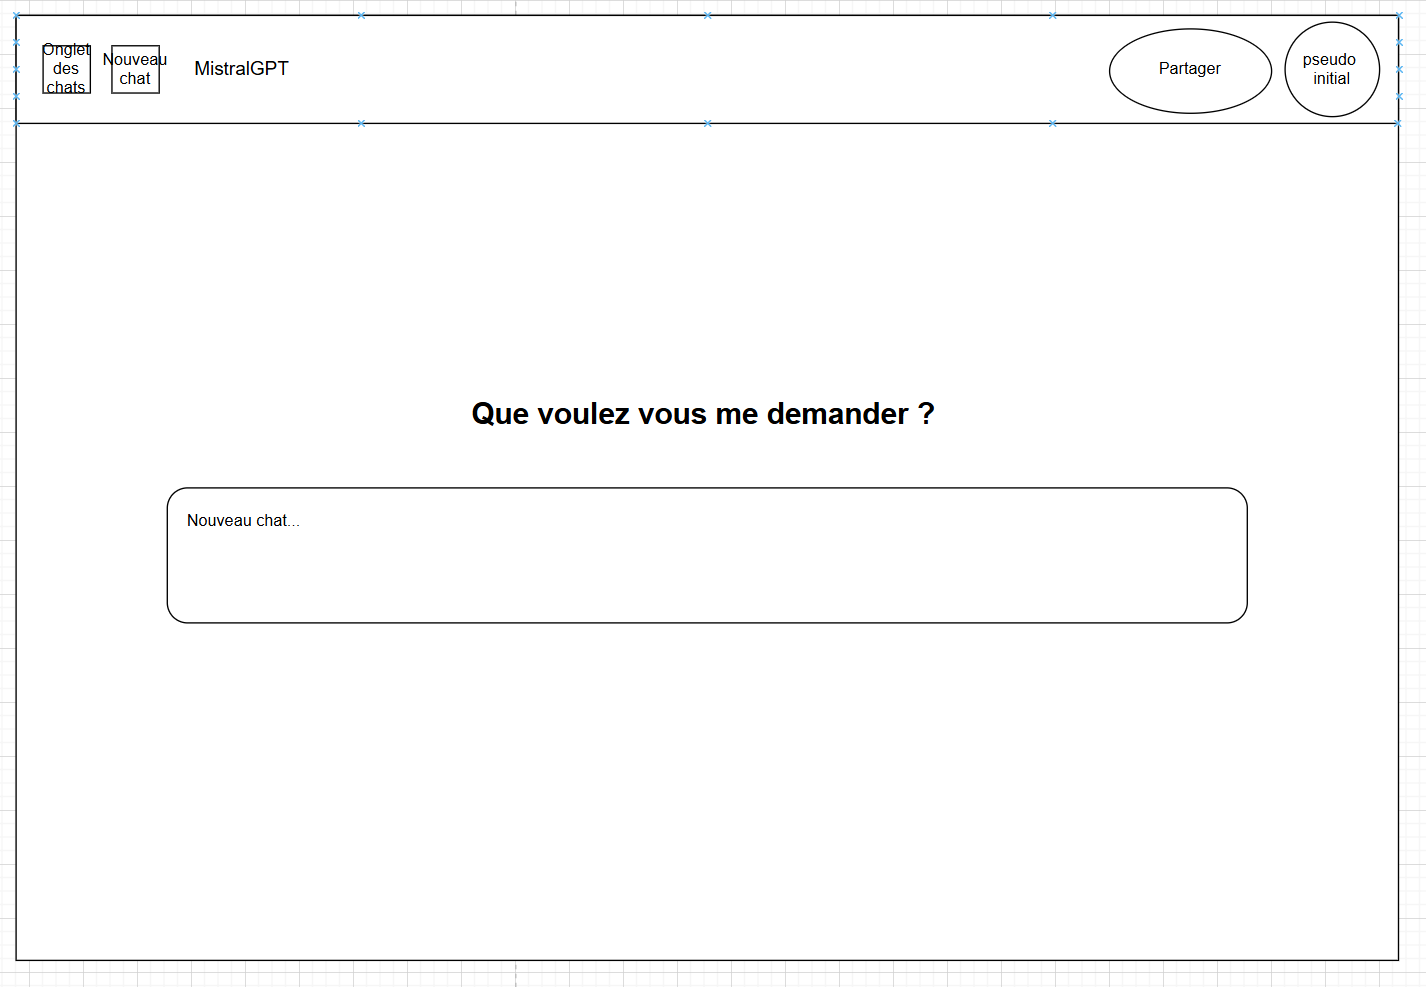 Onglet
des
chats
Nouveau
chat
MistralGPT
Partager
pseudo
initial
Que voulez vous me demander ?
Nouveau chat...